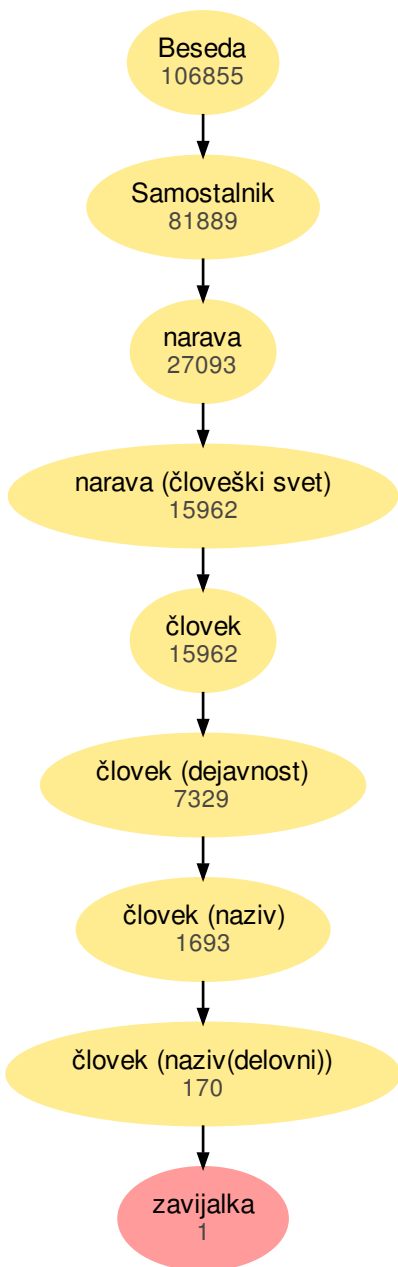 Beseda
106855
Samostalnik
81889
narava
27093
narava (človeški svet)
15962
človek
15962
človek (dejavnost)
7329
človek (naziv)
1693
človek (naziv(delovni))
170
zavijalka
1